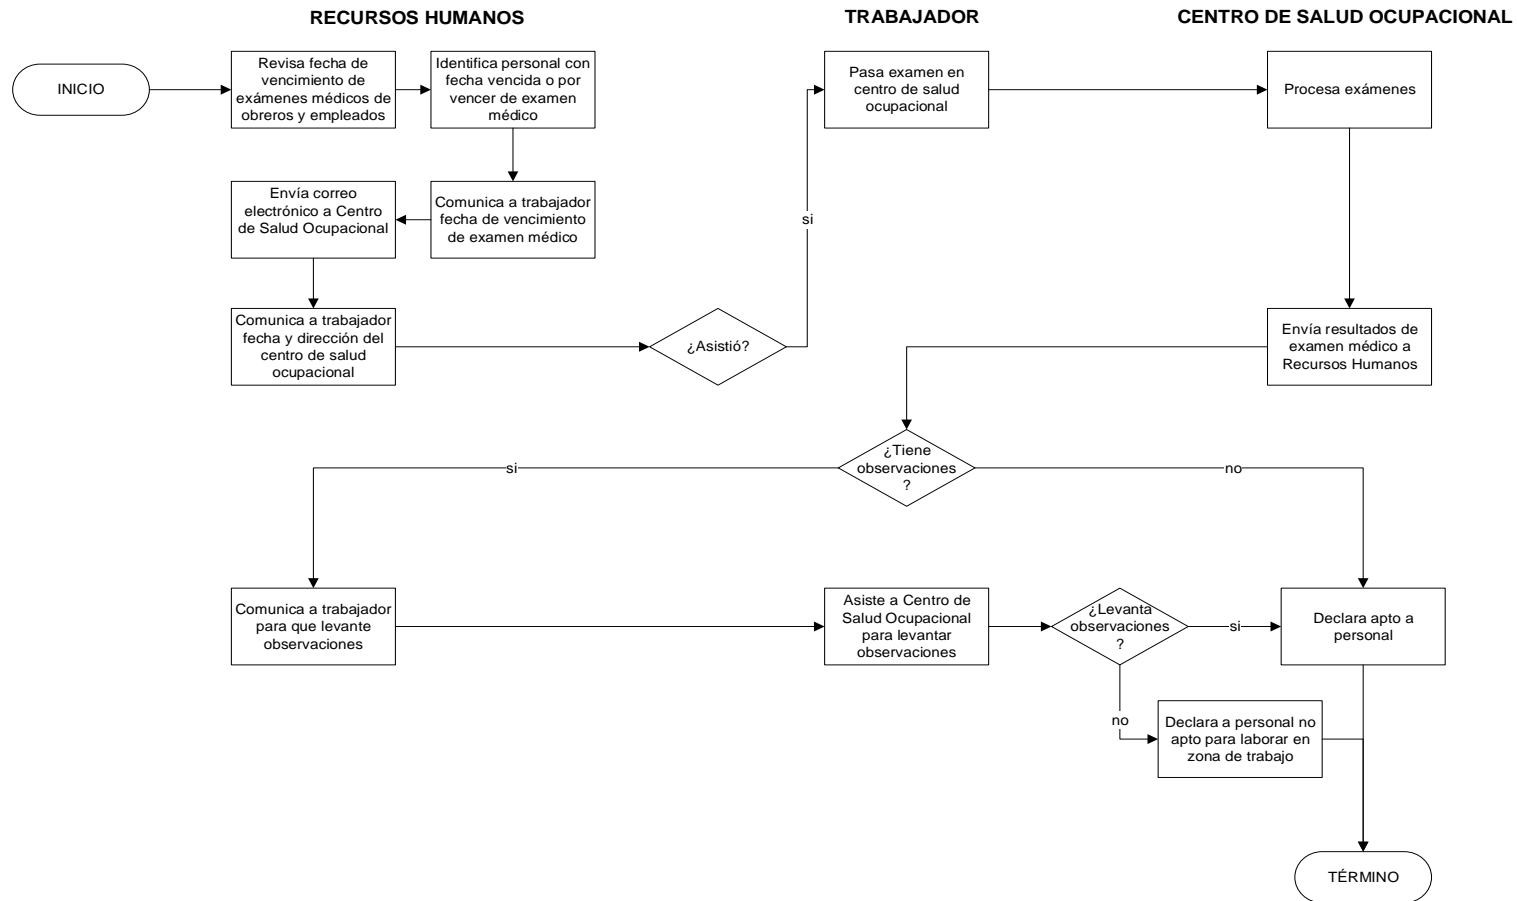 RECURSOS HUMANOS
TRABAJADOR
CENTRO DE SALUD OCUPACIONAL
INICIO
Revisa fecha de
vencimiento de
exámenes médicos de
obreros y empleados
Identifica personal con
fecha vencida o por
vencer de examen
médico
Pasa examen en
centro de salud
ocupacional
Procesa exámenes
Envía correo
electrónico a Centro
de Salud Ocupacional
Comunica a trabajador
fecha de vencimiento
de examen médico
si
Comunica a trabajador
fecha y dirección del
centro de salud
ocupacional
¿Asistió?
Envía resultados de
examen médico a
Recursos Humanos
¿Tiene
observaciones
?
si
no
Comunica a trabajador
para que levante
observaciones
Asiste a Centro de
Salud Ocupacional
para levantar
observaciones
¿Levanta
observaciones
?
si
Declara apto a
personal
no
Declara a personal no
apto para laborar en
zona de trabajo
TÉRMINO